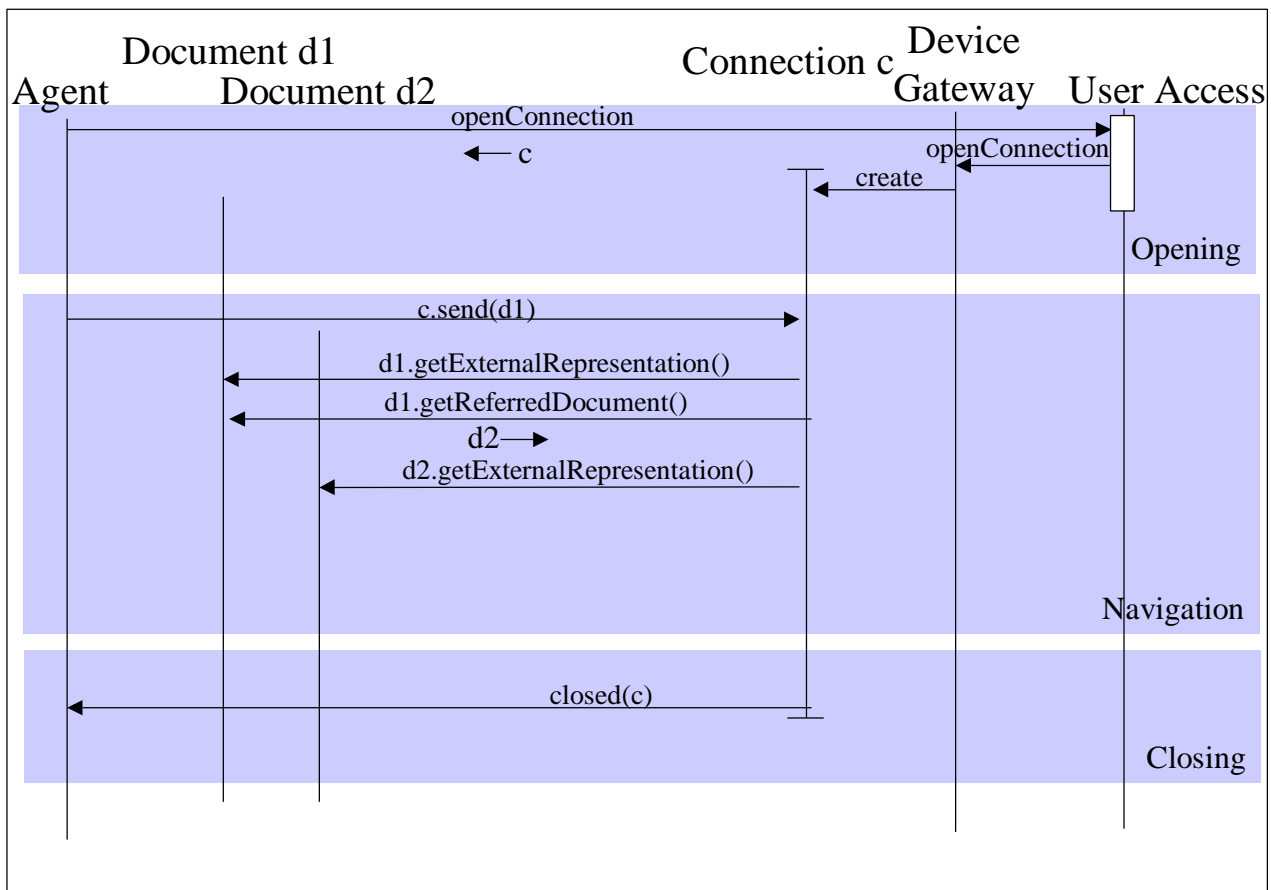 Document d1
Connection c
Device
Gateway
Agent
Document d2
User Access
openConnection
c
openConnection
create
Opening
c.send(d1)
d1.getExternalRepresentation()
d1.getReferredDocument()
d2
d2.getExternalRepresentation()
Navigation
closed(c)
Closing